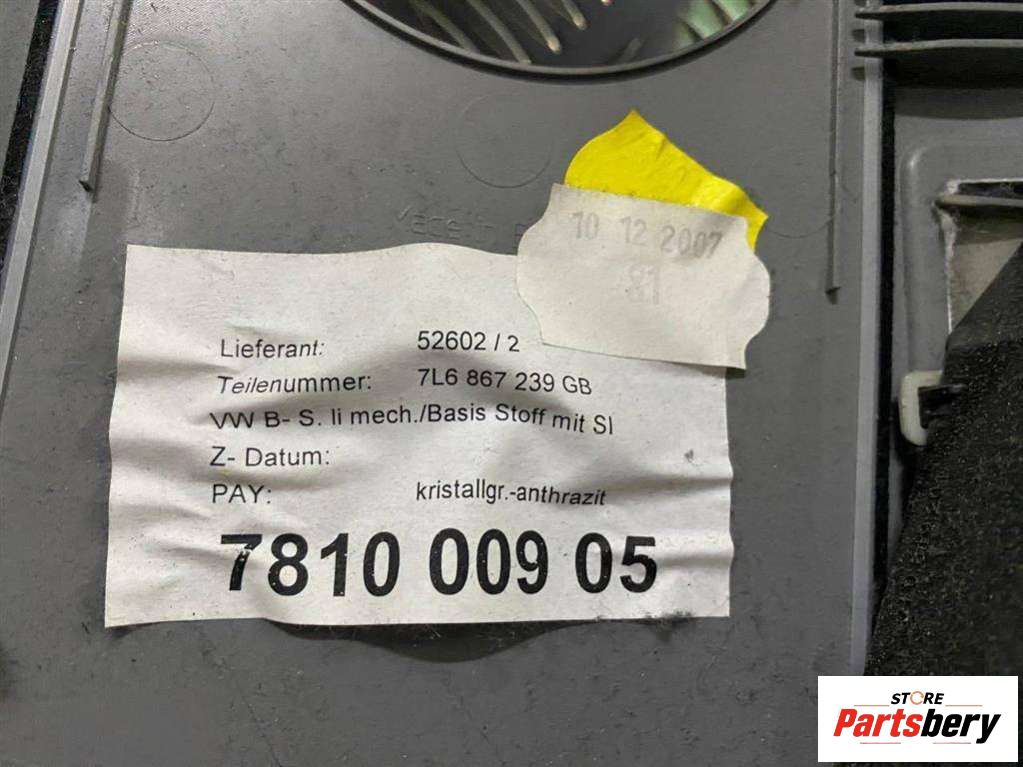 10 12 2007
81
Lieferant: 52602 / 2
Teilenummer: 7L6 867 239 GB
VW B- S. li mech./Basis Stoff mit SI
Z- Datum:
PAY: kristallgr.-anthrazit
7810 009 05
STORE
Partsbery